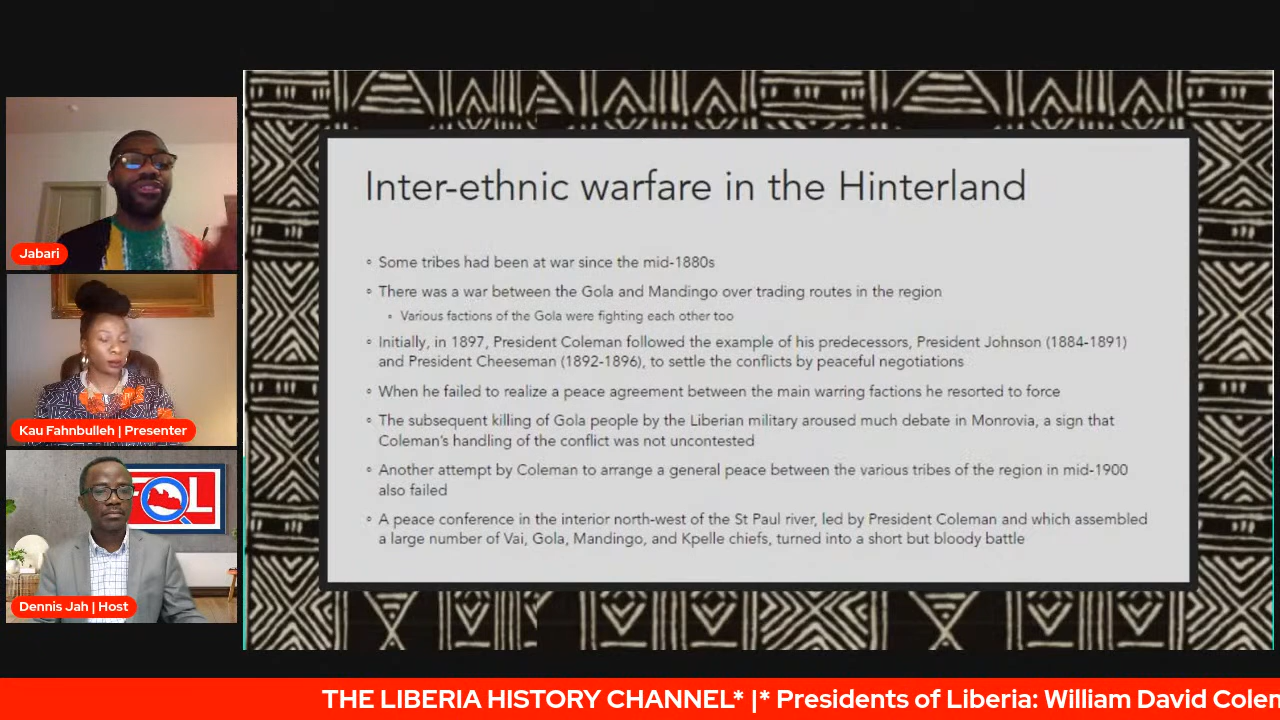 Jabari
Kau Fahnbulleh | Presenter
Dennis Jah | Host
Inter-ethnic warfare in the Hinterland
Some tribes had been at war since the mid-1880s
There was a war between the Gola and Mandingo over trading routes in the region
Various factions of the Gola were fighting each other too
Initially, in 1897, President Coleman followed the example of his predecessors, President Johnson (1884-1891)
and President Cheeseman (1892-1896), to settle the conflicts by peaceful negotiations
When he failed to realize a peace agreement between the main warring factions he resorted to force
The subsequent killing of Gola people by the Liberian military aroused much debate in Monrovia, a sign that
Coleman's handling of the conflict was not uncontested
Another attempt by Coleman to arrange a general peace between the various tribes of the region in mid-1900
also failed
A peace conference in the interior north-west of the St Paul river, led by President Coleman and which assembled
a large number of Vai, Gola, Mandingo, and Kpelle chiefs, turned into a short but bloody battle
THE LIBERIA HISTORY CHANNEL* |* Presidents of Liberia: William David